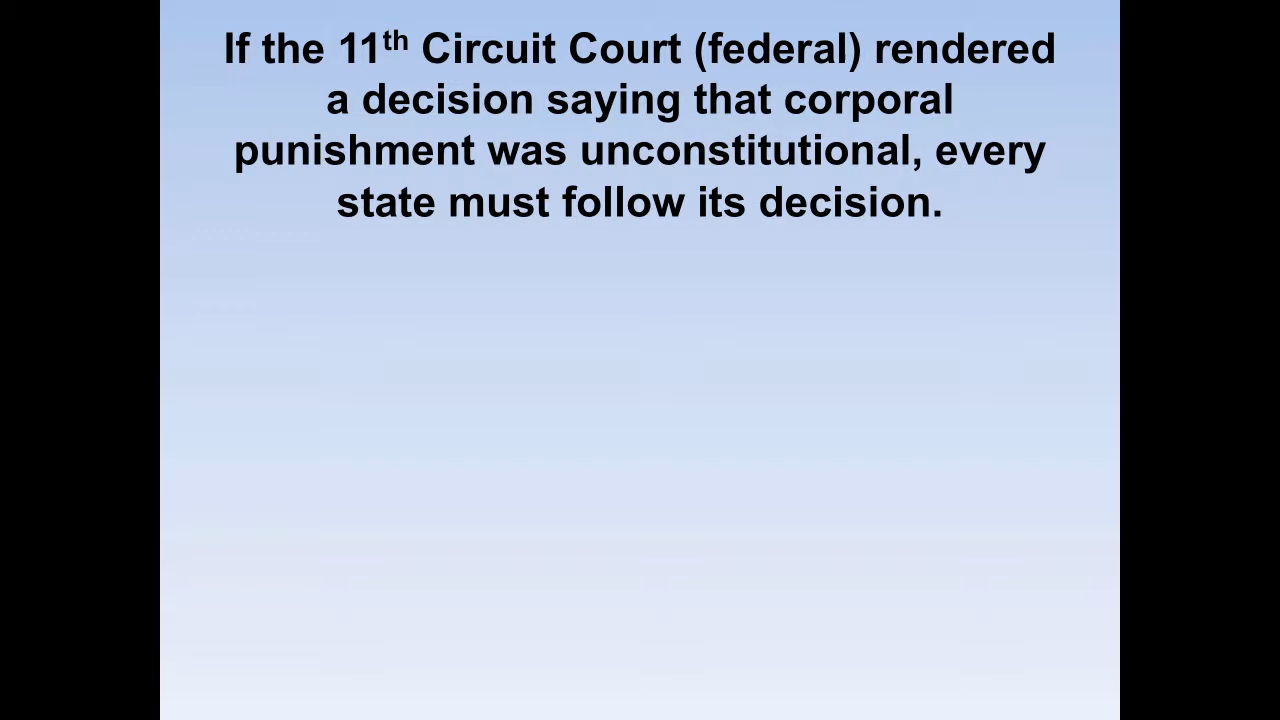 If the 11th Circuit Court (federal) rendered
a decision saying that corporal
punishment was unconstitutional, every
state must follow its decision.